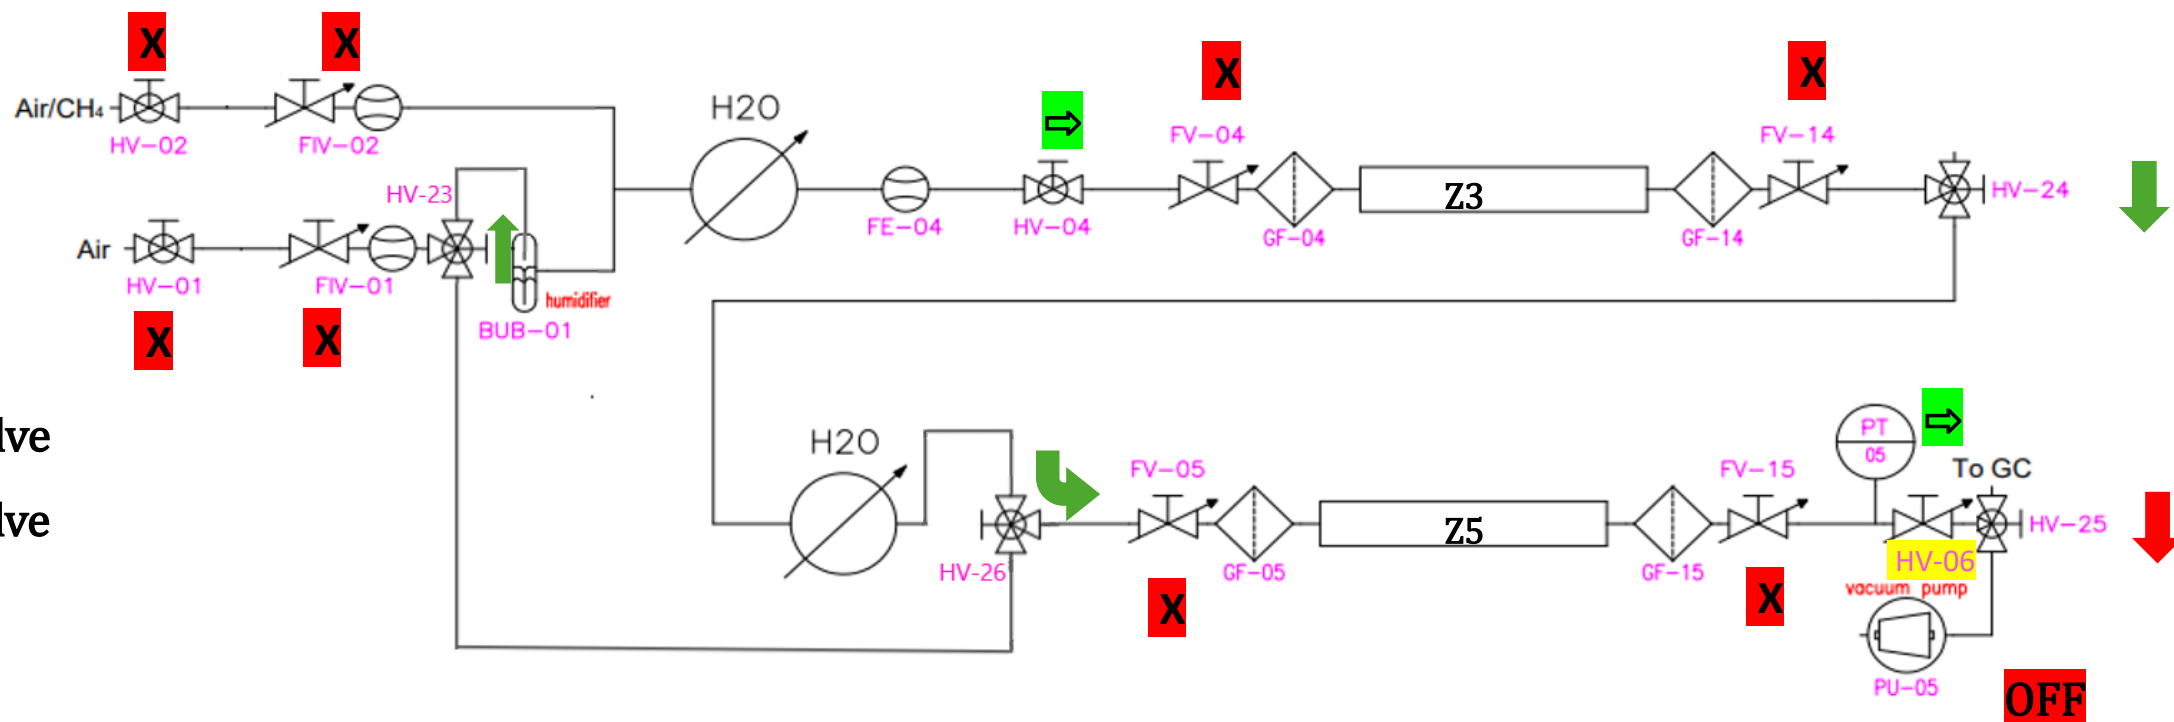 X
X
Air/CH₄
HV-02
FIV-02
HV-23
Air
HV-01
FIV-01
X
X
humidifier
BUB-01
H2O
FE-04
⇨
HV-04
X
FV-04
GF-04
Z3
X
FV-14
GF-14
HV-24
lve
lve
H2O
HV-26
FV-05
X
GF-05
Z5
GF-15
FV-15
X
PT
05
⇨
To GC
HV-25
HV-06
vacuum pump
PU-05
OFF